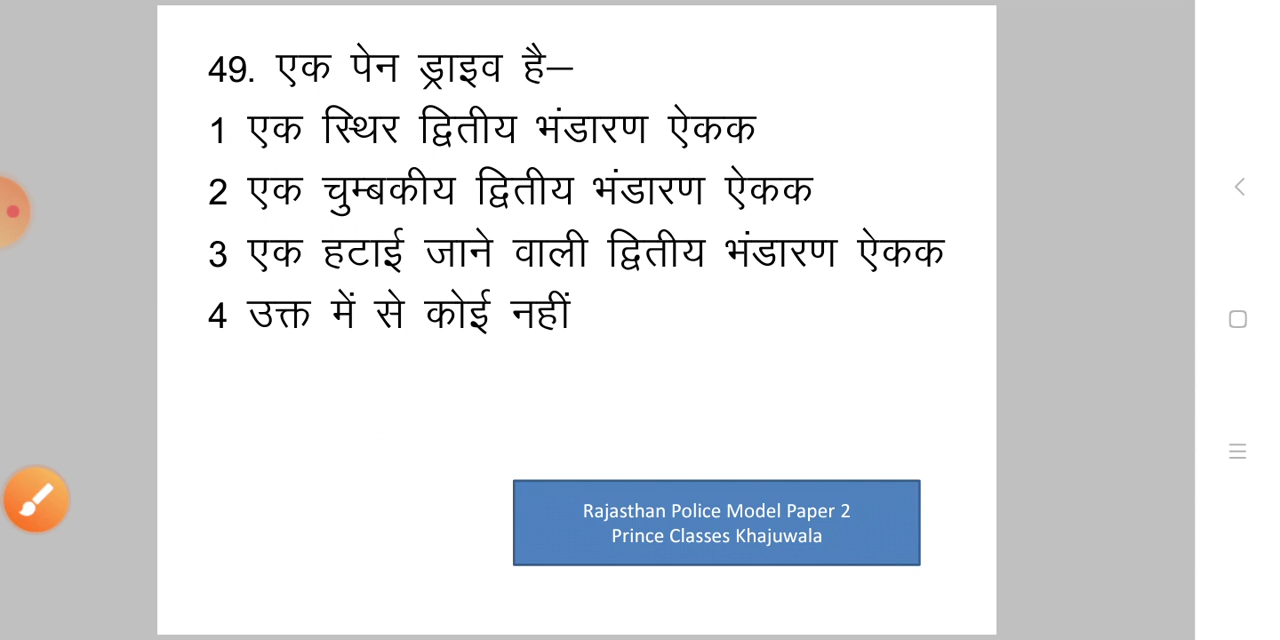 49. एक पेन ड्राइव है–
1 एक स्थिर द्वितीय भंडारण ऐकक
2 एक चुम्बकीय द्वितीय भंडारण ऐकक
3 एक हटाई जाने वाली द्वितीय भंडारण ऐकक
4 उक्त में से कोई नहीं
Rajasthan Police Model Paper 2
Prince Classes Khajuwala